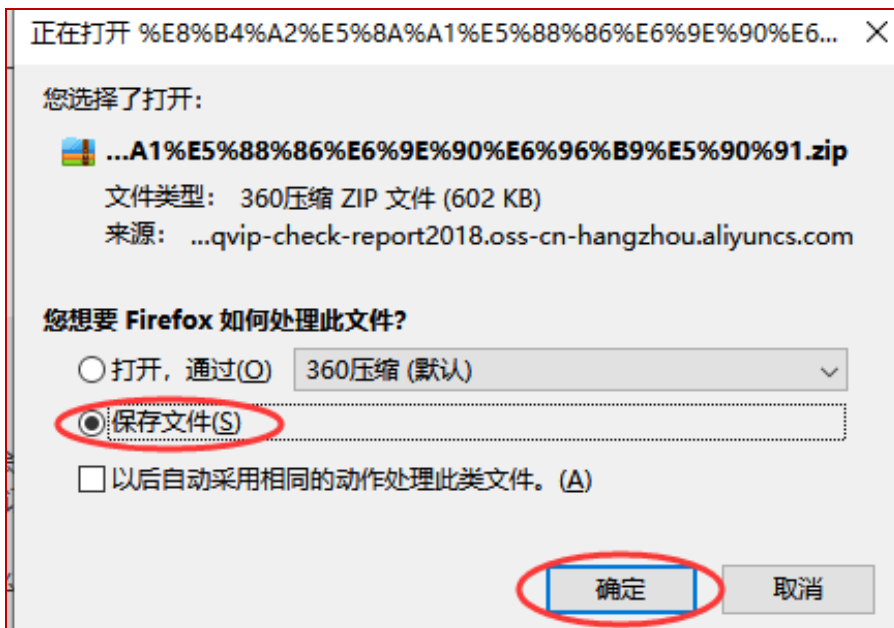 正在打开 %E8%B4%A2%E5%8A%A1%E5%88%86%E6%9E%90%E6...
您选择了打开：
...A1%E5%88%86%E6%9E%90%E6%96%B9%E5%90%91.zip
文件类型： 360压缩 ZIP 文件 (602 KB)
来源： ...qvip-check-report2018.oss-cn-hangzhou.aliyuncs.com
您想要 Firefox 如何处理此文件?
打开，通过(O) 360压缩 (默认)
保存文件(S)
以后自动采用相同的动作处理此类文件。(A)
确定 取消